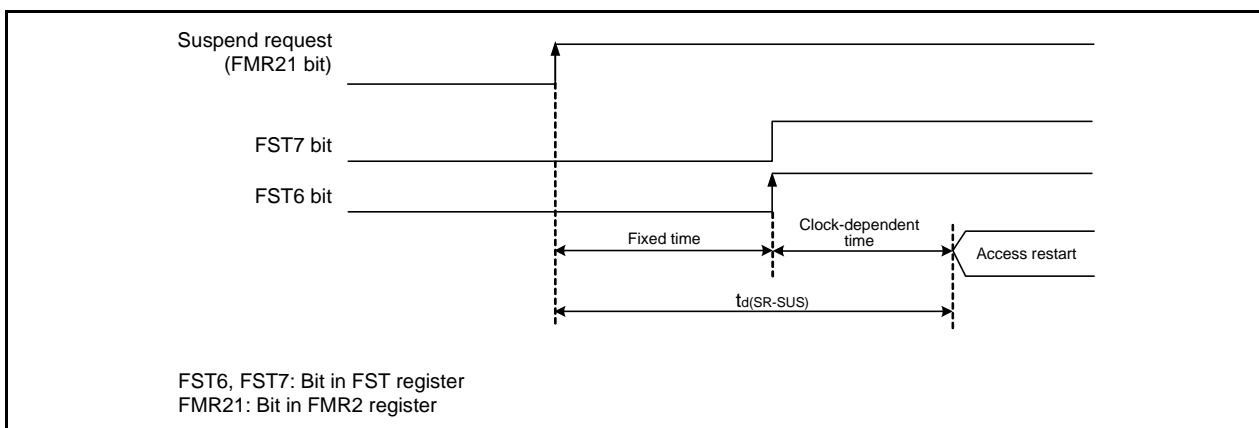 Suspend request
(FMR21 bit)
FST7 bit
FST6 bit
Fixed time
Clock-dependent
time
Access restart
td(SR-SUS)
FST6, FST7: Bit in FST register
FMR21: Bit in FMR2 register